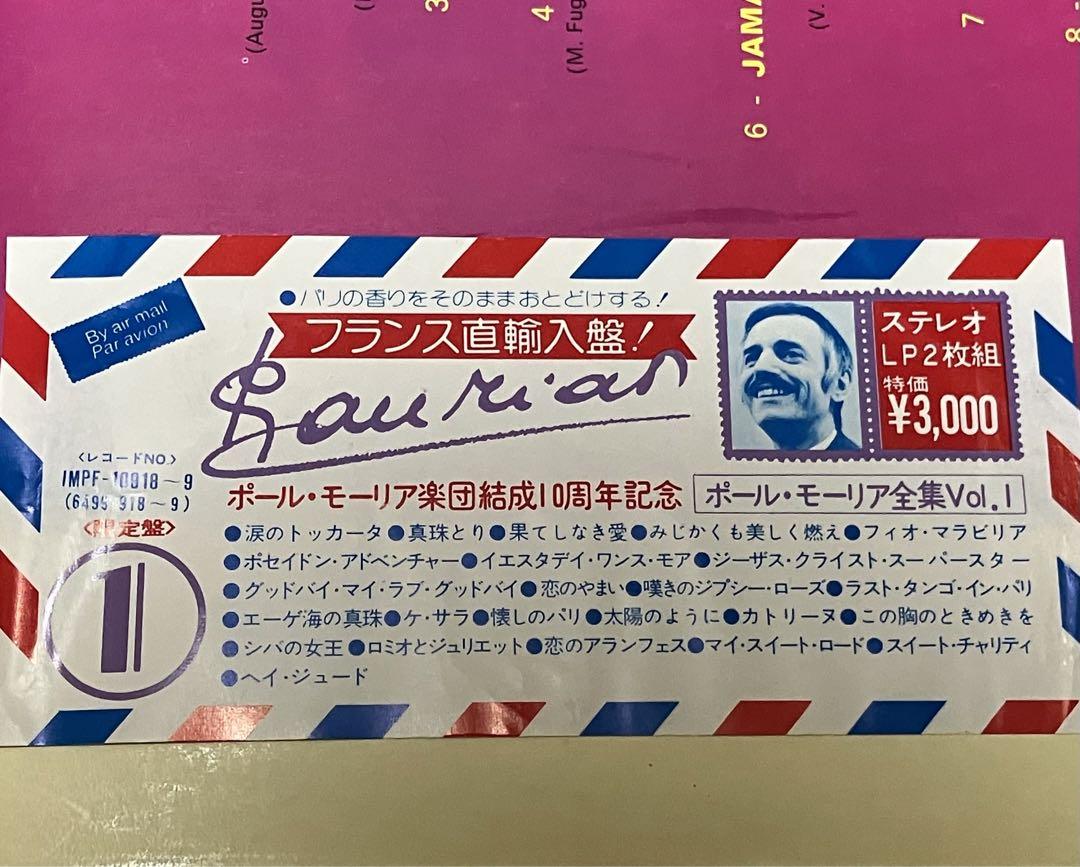 (Augu
3
4
(M. Fug
6 - JAMA
(V.
7
8 -
By air mail
Par avion
●パリの香りをそのままおとどけする!
フランス直輸入盤!
Mauriat
ステレオ
LP2枚組
特価
¥3,000
〈レコードNO.〉
IMPF-10918〜9
(6499 918〜9)
〈限定盤〉
1
ポール・モーリア楽団結成10周年記念 ポール・モーリア全集Vol.1
●涙のトッカータ●真珠とり●果てしなき愛●みじかくも美しく燃え●フィオ・マラビリア
●ポセイドン・アドベンチャー●イエスタデイ・ワンス・モア●ジーザス・クライスト・スーパースター
●グッドバイ・マイ・ラブ・グッドバイ●恋のやまい●嘆きのジプシー・ローズ●ラスト・タンゴ・イン・パリ
●エーゲ海の真珠●ケ・サラ●懐しのパリ●太陽のように●カトリーヌ●この胸のときめきを
●シバの女王●ロミオとジュリエット●恋のアランフェス●マイ・スイート・ロード●スイート・チャリティ
●ヘイ・ジュード